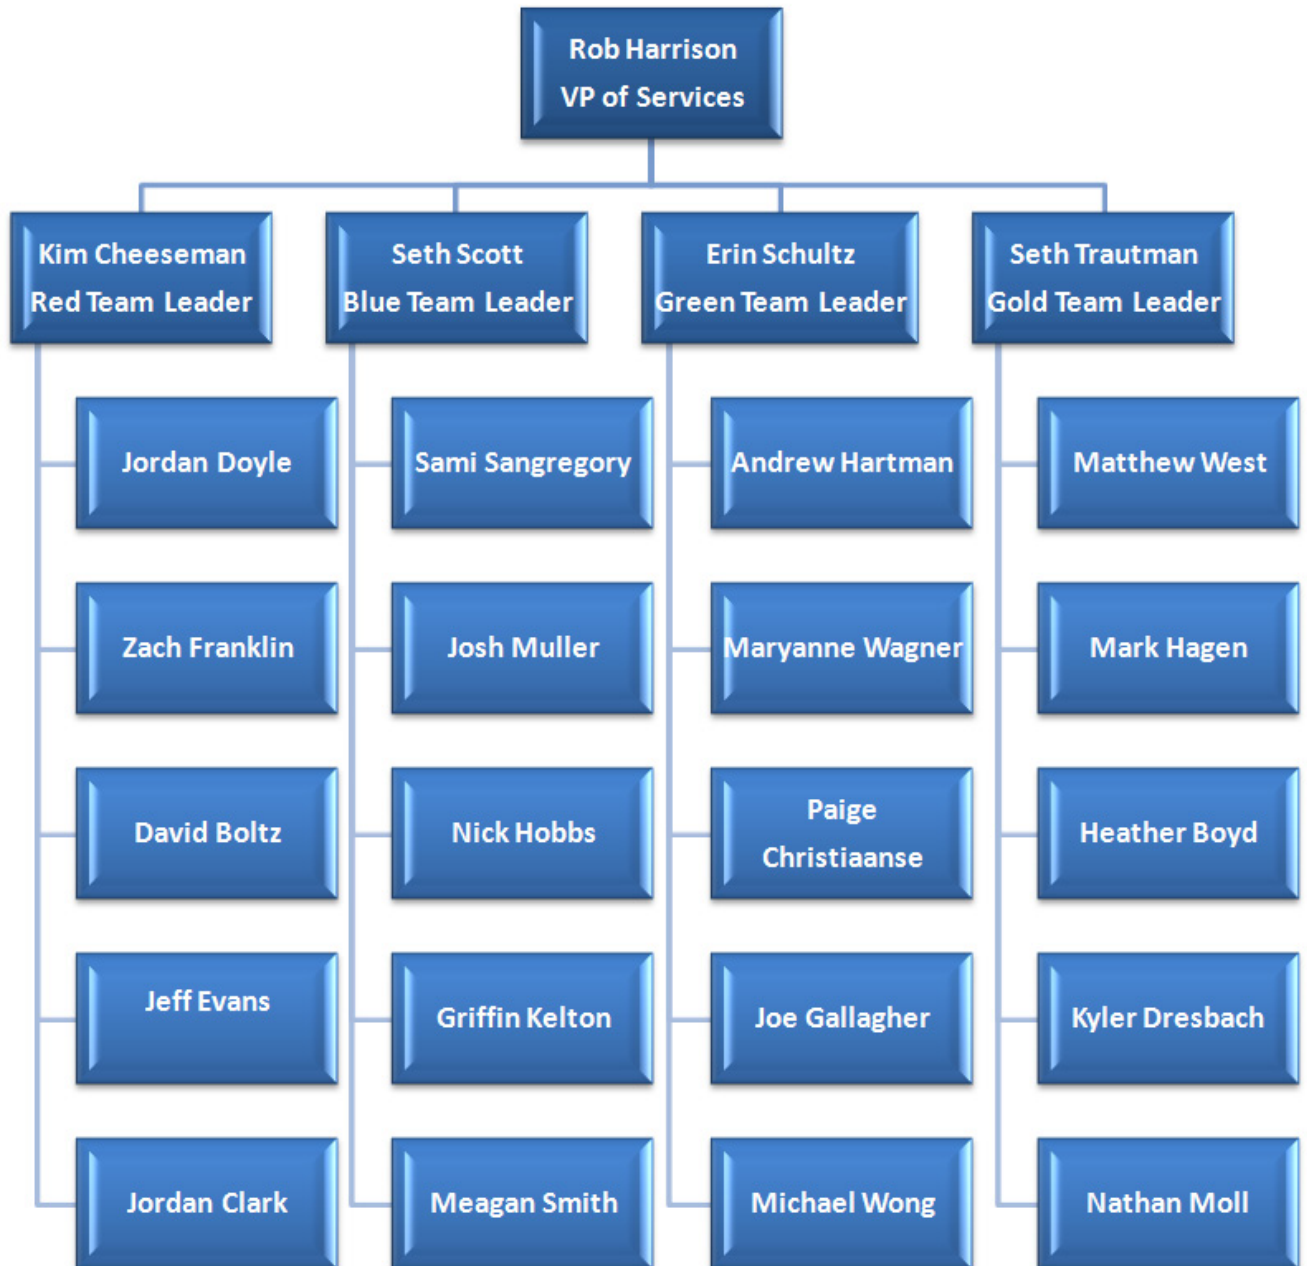 Rob Harrison
VP of Services
Kim Cheeseman
Red Team Leader
Seth Scott
Blue Team Leader
Erin Schultz
Green Team Leader
Seth Trautman
Gold Team Leader
Jordan Doyle
Zach Franklin
David Boltz
Jeff Evans
Jordan Clark
Sami Sangregory
Josh Muller
Nick Hobbs
Griffin Kelton
Meagan Smith
Andrew Hartman
Maryanne Wagner
Paige
Christiaanse
Joe Gallagher
Michael Wong
Matthew West
Mark Hagen
Heather Boyd
Kyler Dresbach
Nathan Moll